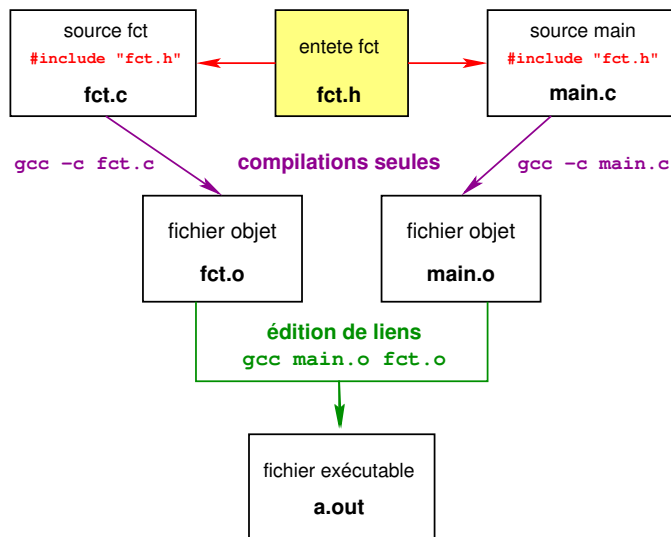 source fct
#include "fct.h"
fct.c
entete fct
fct.h
source main
#include "fct.h"
main.c
gcc −c fct.c
compilations seules
gcc −c main.c
fichier objet
fct.o
fichier objet
main.o
édition de liens
gcc main.o fct.o
fichier exécutable
a.out